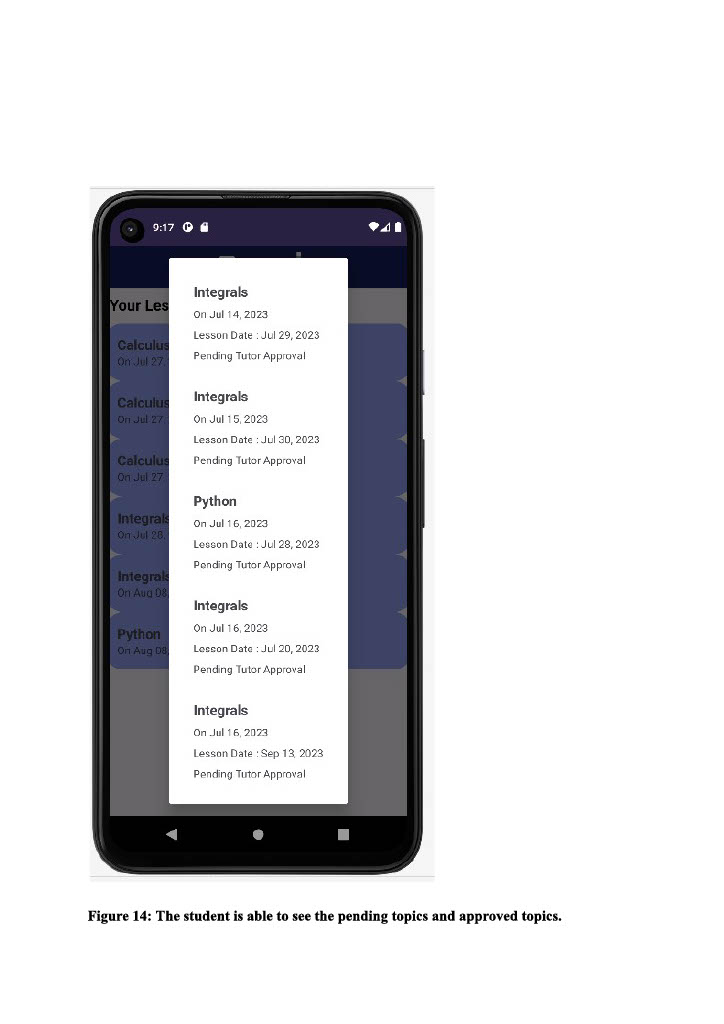 9:17
Your Les
Calculus
On Jul 27,
Calculus
On Jul 27,
Calculus
On Jul 27
Integrals
On Jul 28,
Integrals
On Aug 08,
Python
On Aug 08,
Integrals
On Jul 14, 2023
Lesson Date : Jul 29, 2023
Pending Tutor Approval
Integrals
On Jul 15, 2023
Lesson Date : Jul 30, 2023
Pending Tutor Approval
Python
On Jul 16, 2023
Lesson Date : Jul 28, 2023
Pending Tutor Approval
Integrals
On Jul 16, 2023
Lesson Date : Jul 20, 2023
Pending Tutor Approval
Integrals
On Jul 16, 2023
Lesson Date : Sep 13, 2023
Pending Tutor Approval
Figure 14: The student is able to see the pending topics and approved topics.